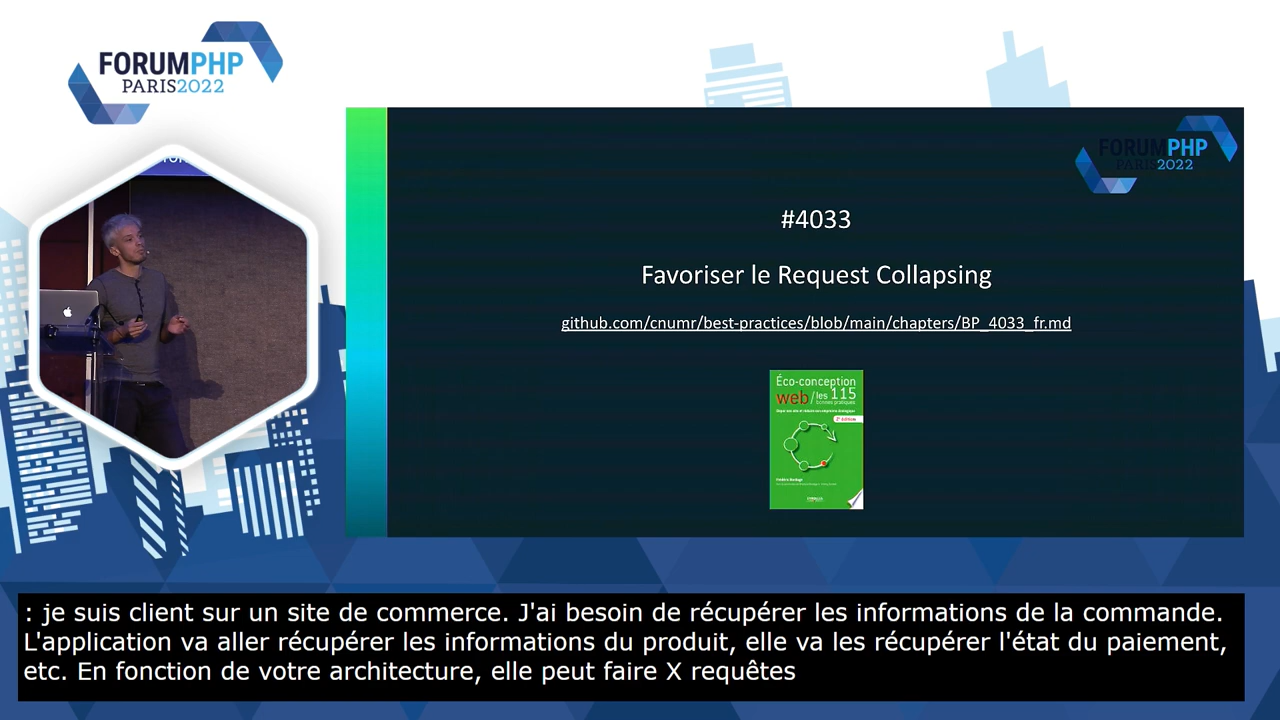 FORUMPHP
PARIS2022
FORUMPHP
PARIS2022
#4033
Favoriser le Request Collapsing
github.com/cnumr/best-practices/blob/main/chapters/BP_4033_fr.md
Éco-conception
web / les 115
bonnes pratiques
: je suis client sur un site de commerce. J'ai besoin de récupérer les informations de la commande.
L'application va aller récupérer les informations du produit, elle va les récupérer l'état du paiement,
etc. En fonction de votre architecture, elle peut faire X requêtes